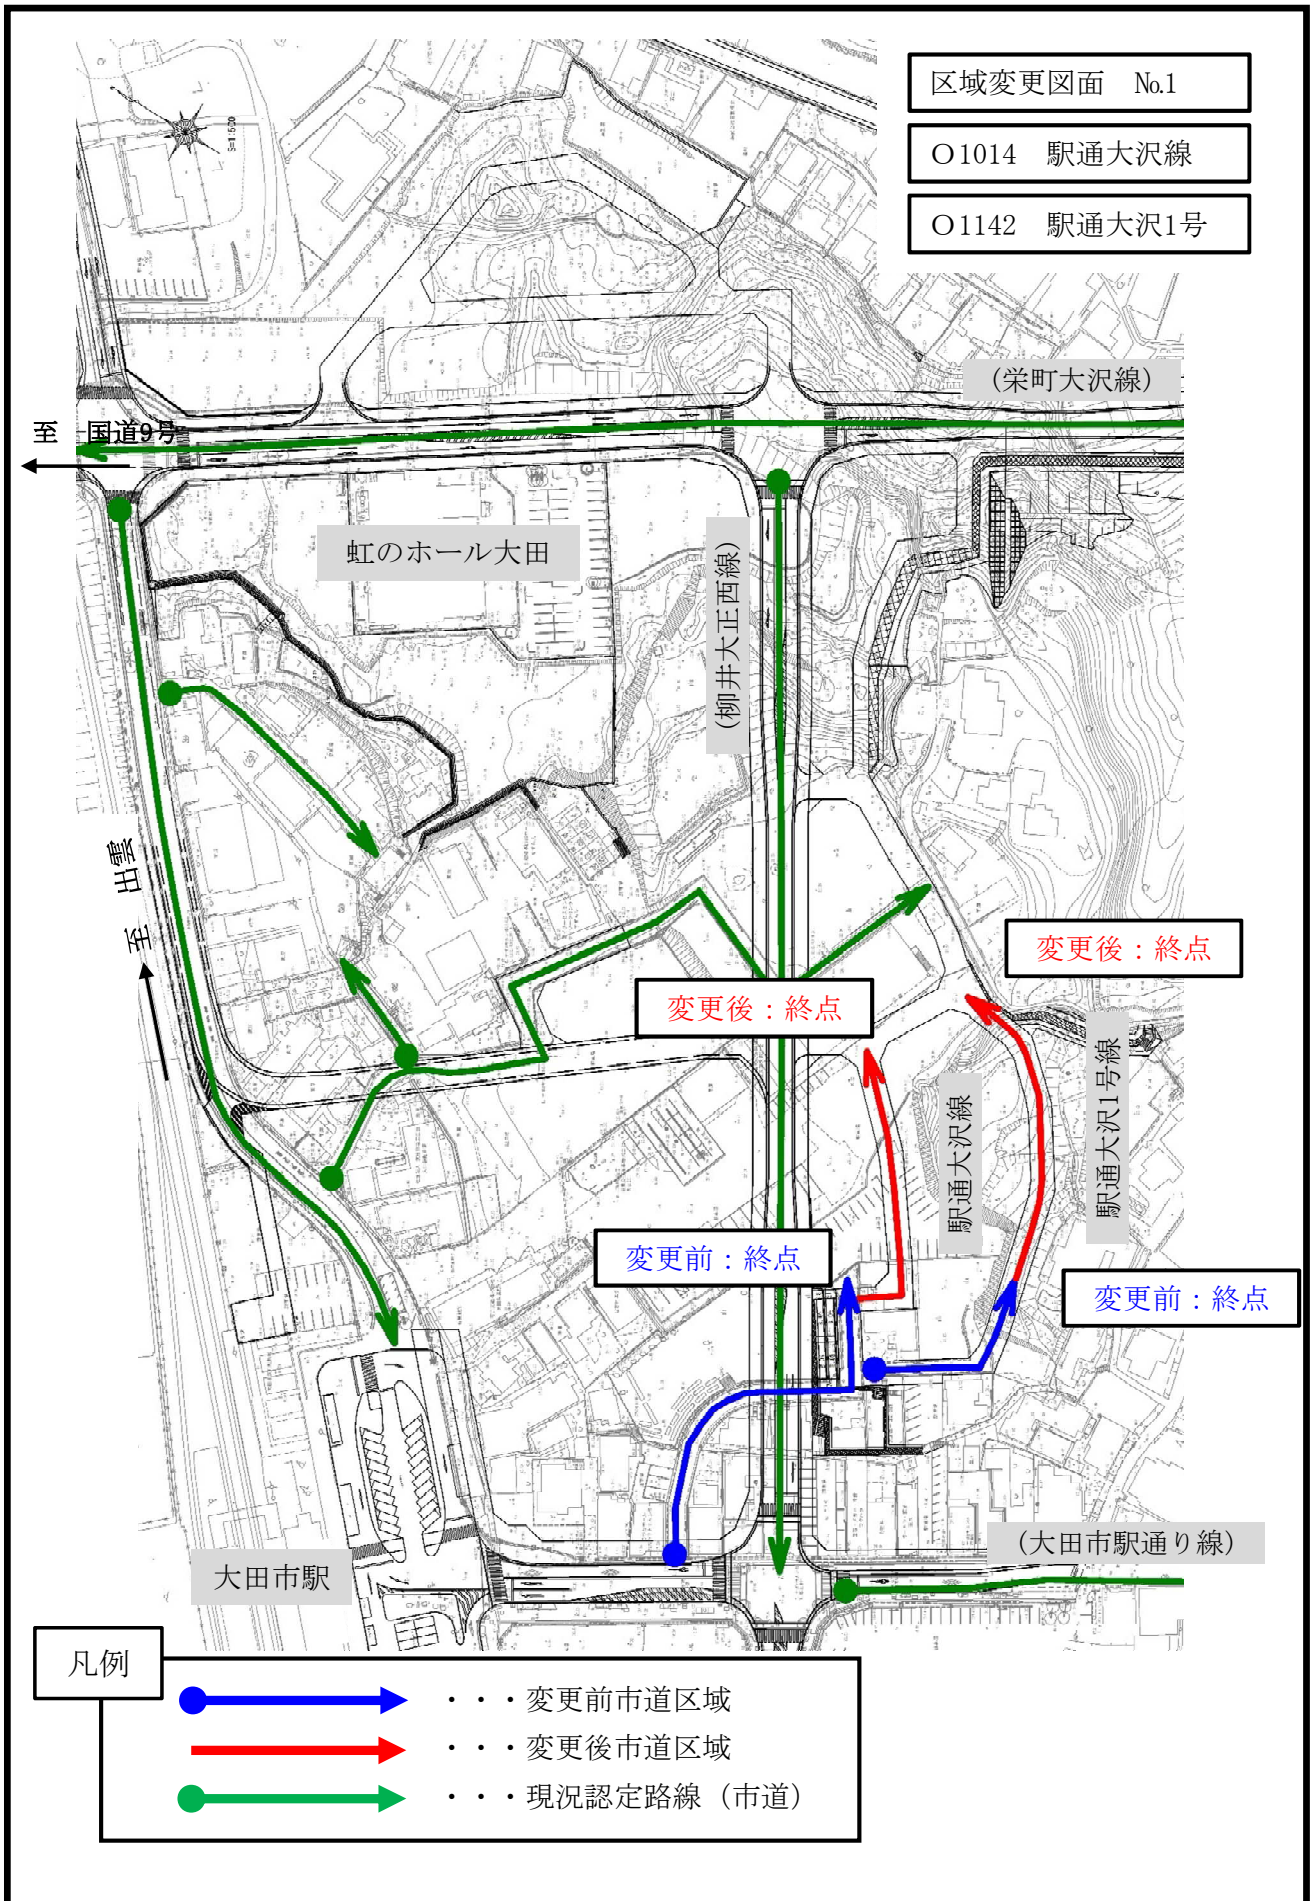 区域変更図面　№1
O1014　駅通大沢線
O1142　駅通大沢1号
S=1:500
(栄町大沢線)
至　国道9号
虹のホール大田
(柳井大正西線)
至　出雲
変更後：終点
変更後：終点
駅通大沢線
駅通大沢1号線
変更前：終点
変更前：終点
(大田市駅通り線)
大田市駅
凡例
・・・変更前市道区域
・・・変更後市道区域
・・・現況認定路線（市道）